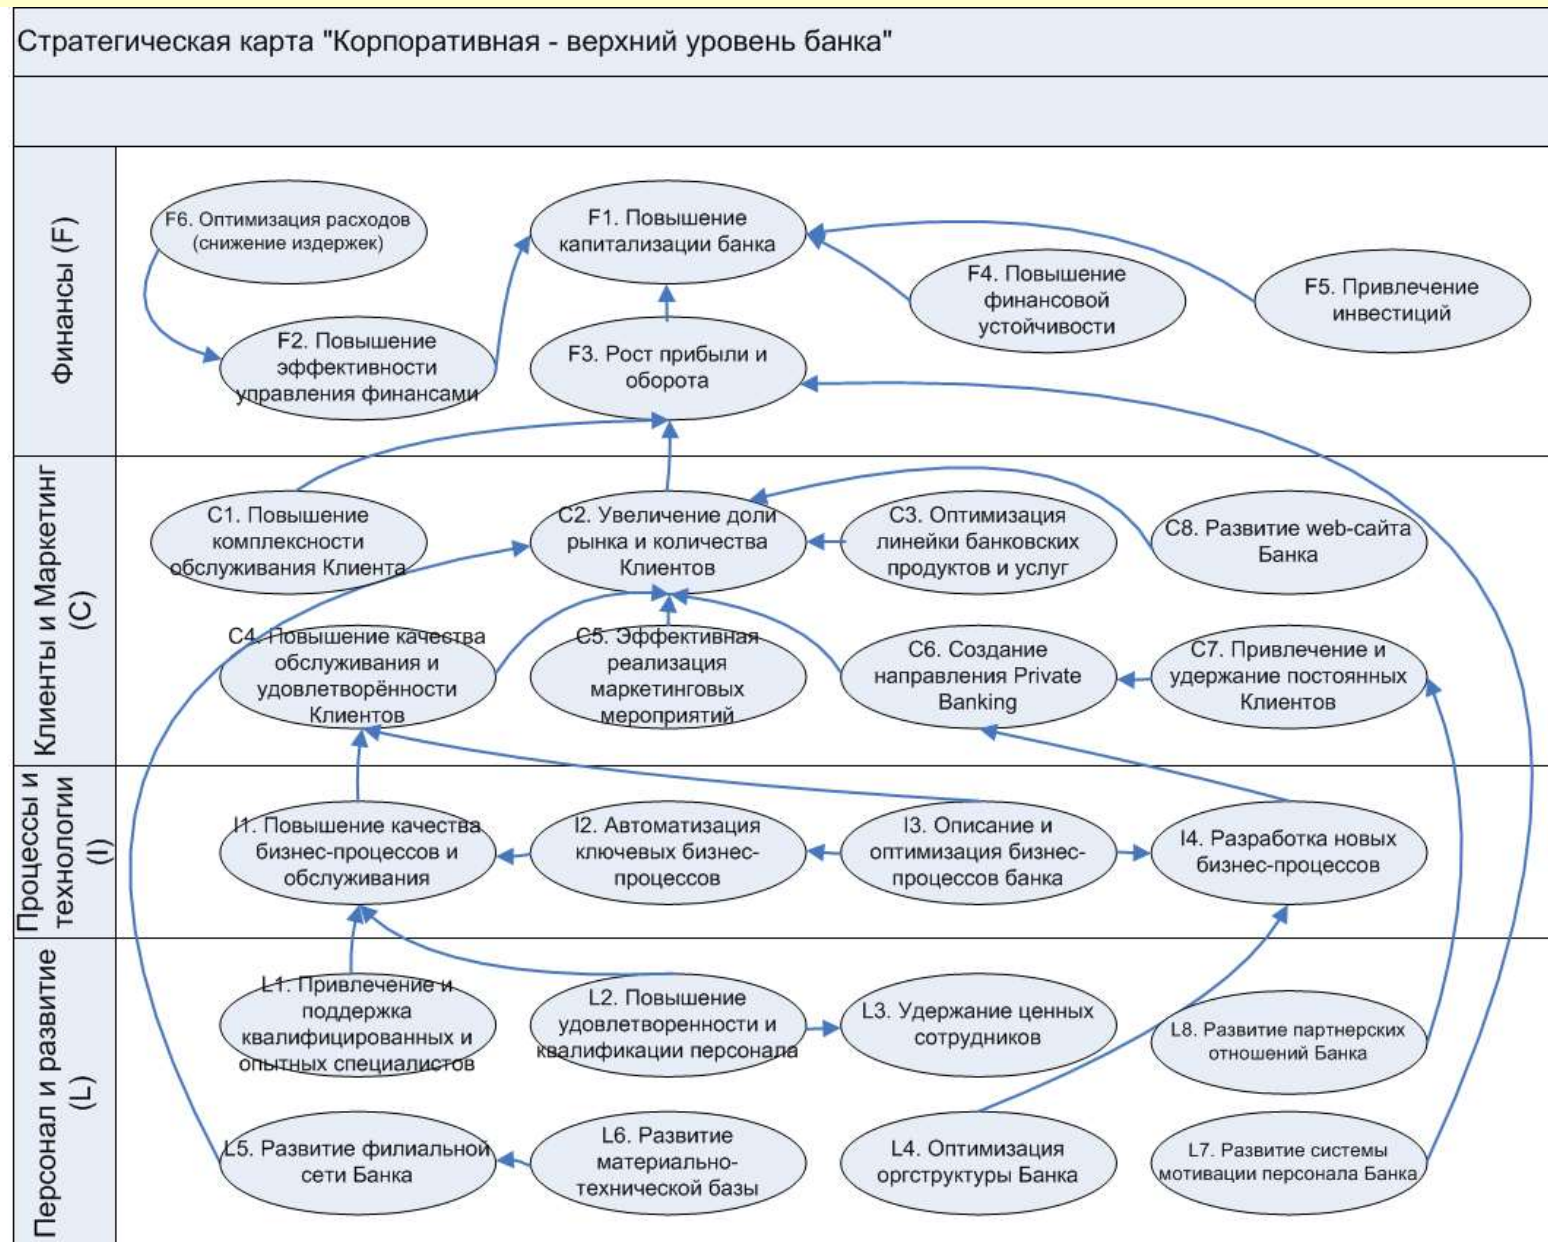 Стратегическая карта "Корпоративная - верхний уровень банка"
Финансы (F)
F6. Оптимизация расходов
(снижение издержек)
F1. Повышение
капитализации банка
F4. Повышение
финансовой
устойчивости
F5. Привлечение
инвестиций
F2. Повышение
эффективности
управления финансами
F3. Рост прибыли и
оборота
Клиенты и Маркетинг
(C)
C1. Повышение
комплексности
обслуживания Клиента
C2. Увеличение доли
рынка и количества
Клиентов
C3. Оптимизация
линейки банковских
продуктов и услуг
C8. Развитие web-сайта
Банка
C4. Повышение качества
обслуживания и
удовлетворённости
Клиентов
C5. Эффективная
реализация
маркетинговых
мероприятий
C6. Создание
направления Private
Banking
C7. Привлечение и
удержание постоянных
Клиентов
Процессы и
технологии
(I)
I1. Повышение качества
бизнес-процессов и
обслуживания
I2. Автоматизация
ключевых бизнес-
процессов
I3. Описание и
оптимизация бизнес-
процессов банка
I4. Разработка новых
бизнес-процессов
Персонал и развитие
(L)
L1. Привлечение и
поддержка
квалифицированных и
опытных специалистов
L2. Повышение
удовлетворенности и
квалификации персонала
L3. Удержание ценных
сотрудников
L8. Развитие партнерских
отношений Банка
L5. Развитие филиальной
сети Банка
L6. Развитие
материально-
технической базы
L4. Оптимизация
оргструктуры Банка
L7. Развитие системы
мотивации персонала Банка